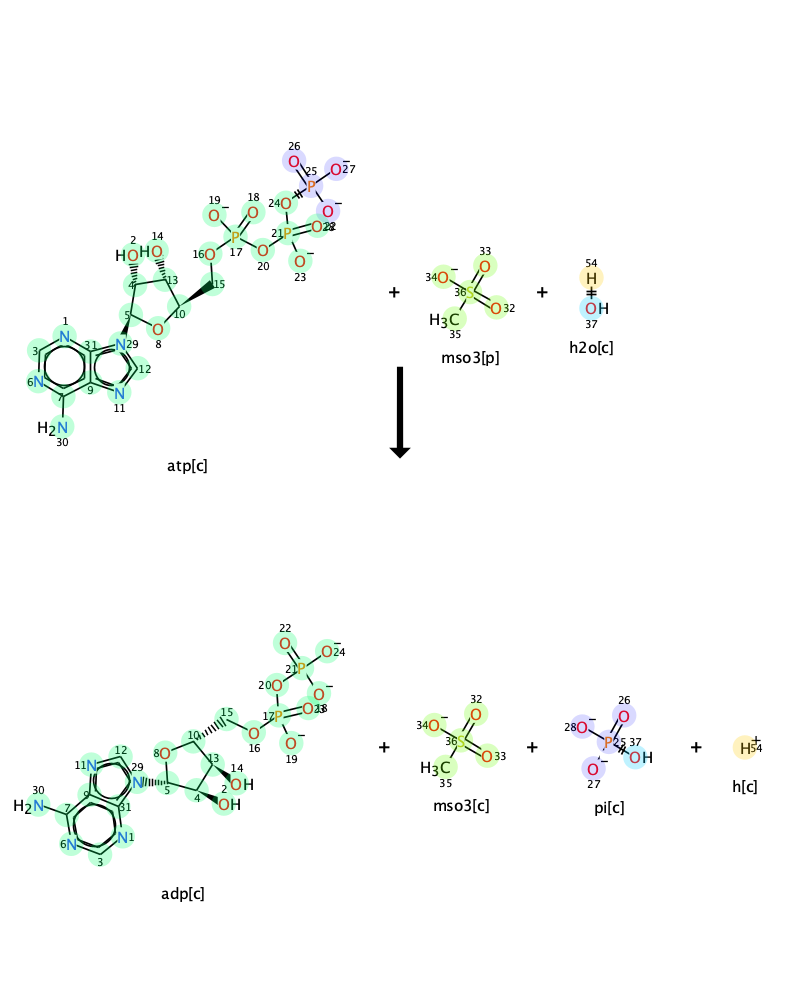 26
25
O
O
−
27
P
19
18
2
14
24
O
O
−
O
−
O
21
P
O
28
22
P
17
16
O
O
20
O
−
23
HO
HO
4
13
15
5
10
O
8
1
N
31
N
29
3
6
N
7
9
N
11
12
H2N
30
atp[c]
+
33
34
O
−
O
36
S
O
32
H3C
35
mso3[p]
+
54
H
OH
37
h2o[c]
22
O
21
P
O
−
24
20
O
O
−
18
15
17
P
O
23
10
O
16
O
−
19
8
O
13
14
OH
2
OH
4
5
N
29
12
11
N
9
31
30
H2N
7
6
N
3
N
1
adp[c]
+
32
34
O
−
O
36
S
O
33
H3C
35
mso3[c]
+
26
28
O
−
O
P
25
37
OH
O
−
27
pi[c]
+
H
+
54
h[c]